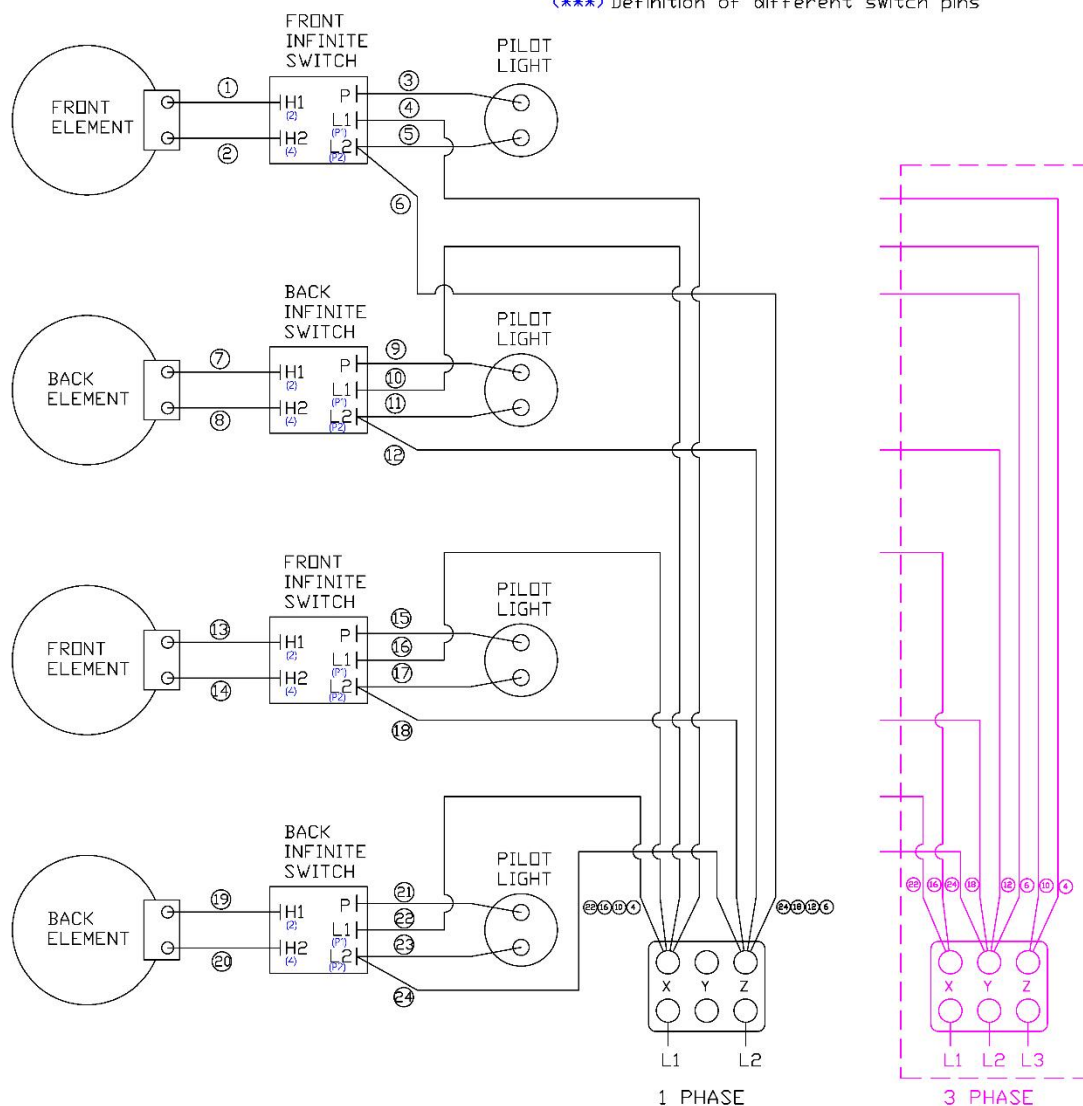 (***) Definition of different switch pins
FRONT
INFINITE
SWITCH
PILOT
LIGHT
FRONT
ELEMENT
1
2
H1
(2)
H2
(4)
P
L1
(P1)
L2
(P2)
3
4
5
6
BACK
INFINITE
SWITCH
PILOT
LIGHT
BACK
ELEMENT
7
8
H1
(2)
H2
(4)
P
L1
(P1)
L2
(P2)
9
10
11
12
FRONT
INFINITE
SWITCH
PILOT
LIGHT
FRONT
ELEMENT
13
14
H1
(2)
H2
(4)
P
L1
(P1)
L2
(P2)
15
16
17
18
BACK
INFINITE
SWITCH
PILOT
LIGHT
BACK
ELEMENT
19
20
H1
(2)
H2
(4)
P
L1
(P1)
L2
(P2)
21
22
23
24
22 16 10 4
24 18 12 6
X Y Z
L1 L2
1 PHASE
22 16 24 18 12 6 10 4
X Y Z
L1 L2 L3
3 PHASE